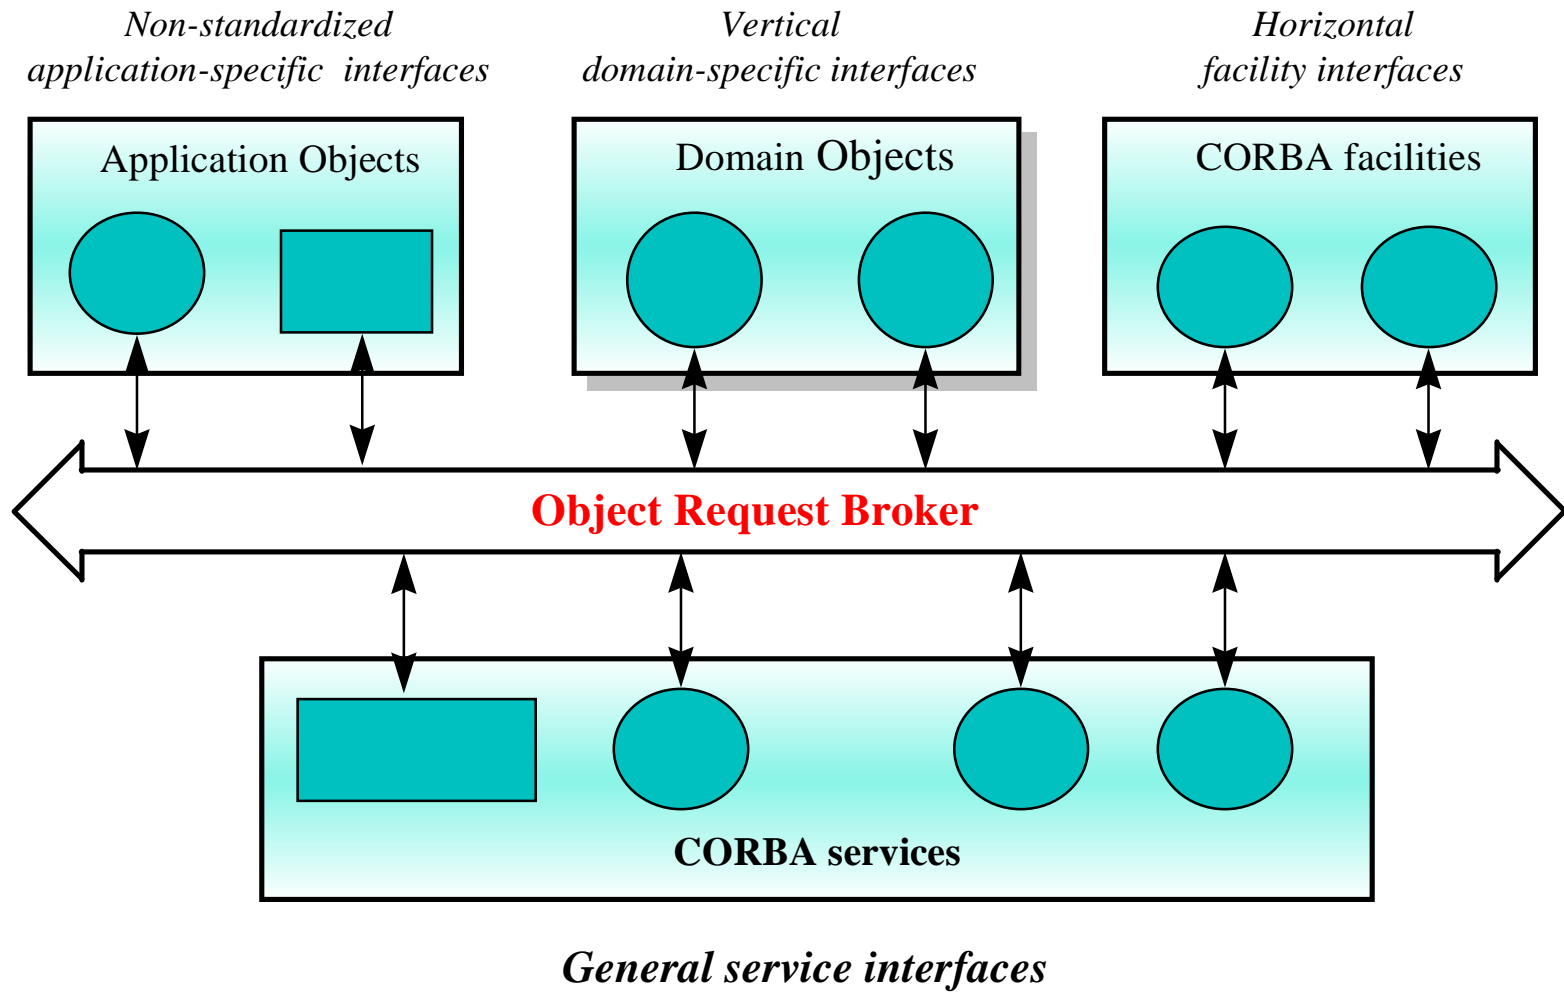 Non-standardized
application-specific interfaces
Vertical
domain-specific interfaces
Horizontal
facility interfaces
Application Objects
Domain Objects
CORBA facilities
Object Request Broker
CORBA services
General service interfaces